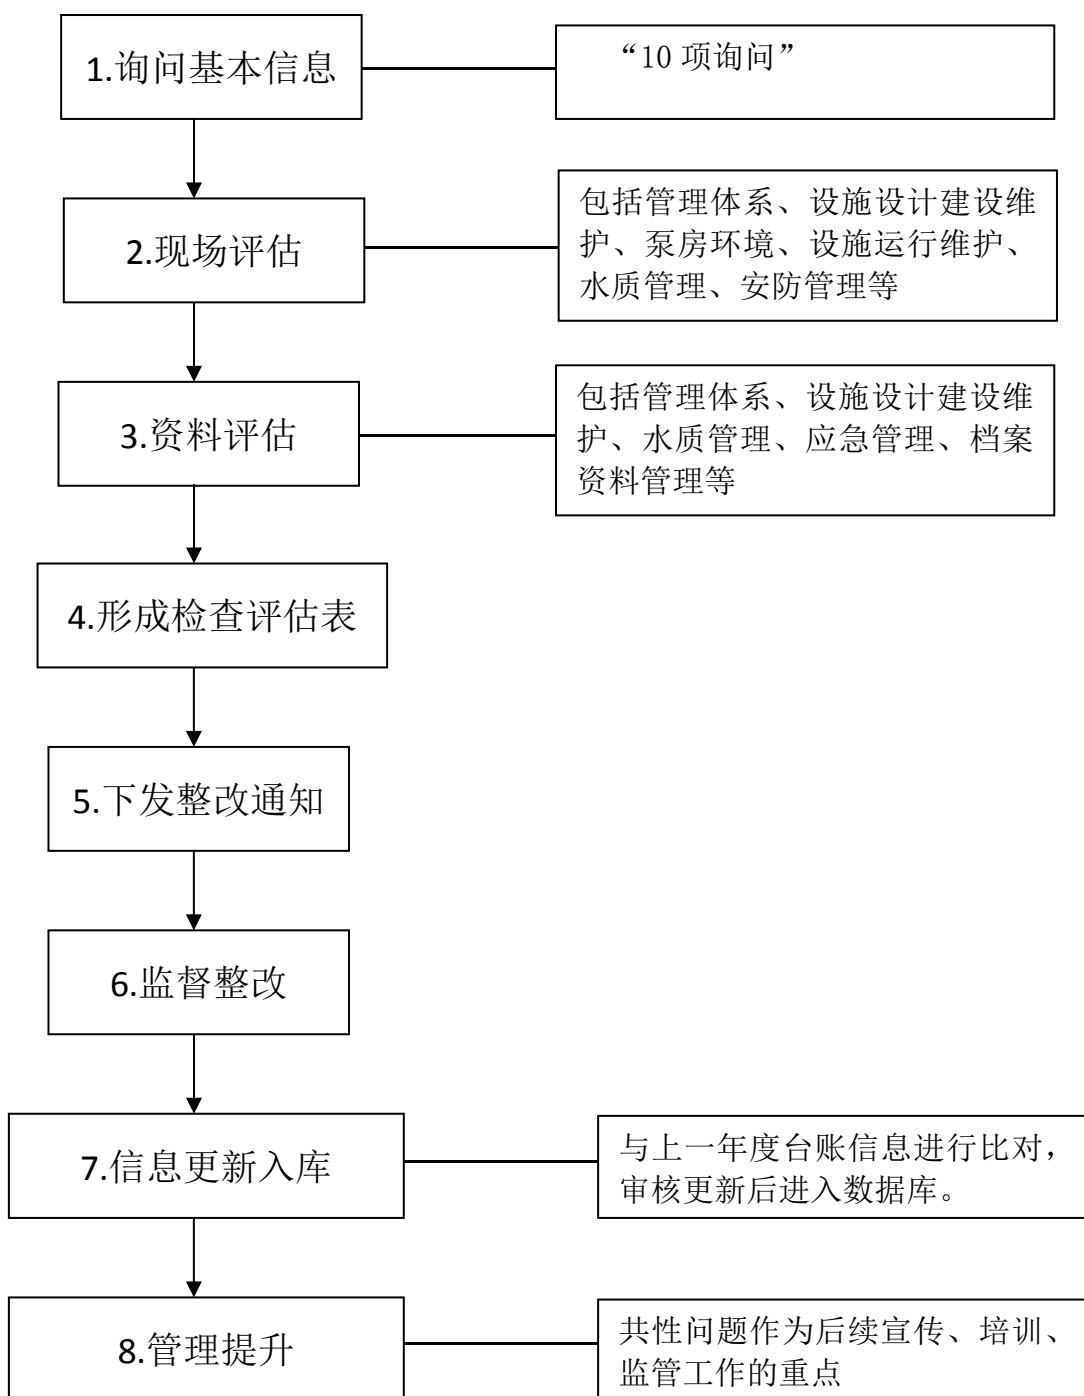 1.询问基本信息
“10 项询问”
2.现场评估
包括管理体系、设施设计建设维
护、泵房环境、设施运行维护、
水质管理、安防管理等
3.资料评估
包括管理体系、设施设计建设维
护、水质管理、应急管理、档案
资料管理等
4.形成检查评估表
5.下发整改通知
6.监督整改
7.信息更新入库
与上一年度台账信息进行比对，
审核更新后进入数据库。
8.管理提升
共性问题作为后续宣传、培训、
监管工作的重点